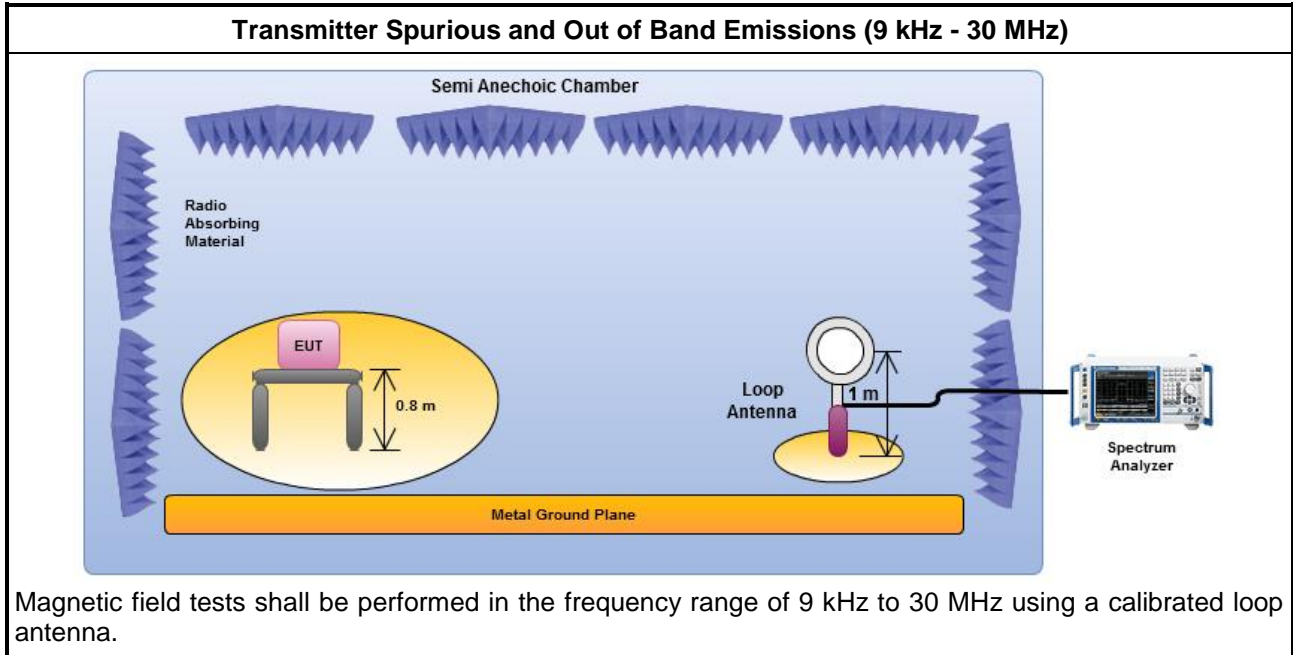 Transmitter Spurious and Out of Band Emissions (9 kHz - 30 MHz)
Semi Anechoic Chamber
Radio
Absorbing
Material
EUT
0.8 m
Loop
Antenna
1 m
Spectrum
Analyzer
Metal Ground Plane
Magnetic field tests shall be performed in the frequency range of 9 kHz to 30 MHz using a calibrated loop
antenna.